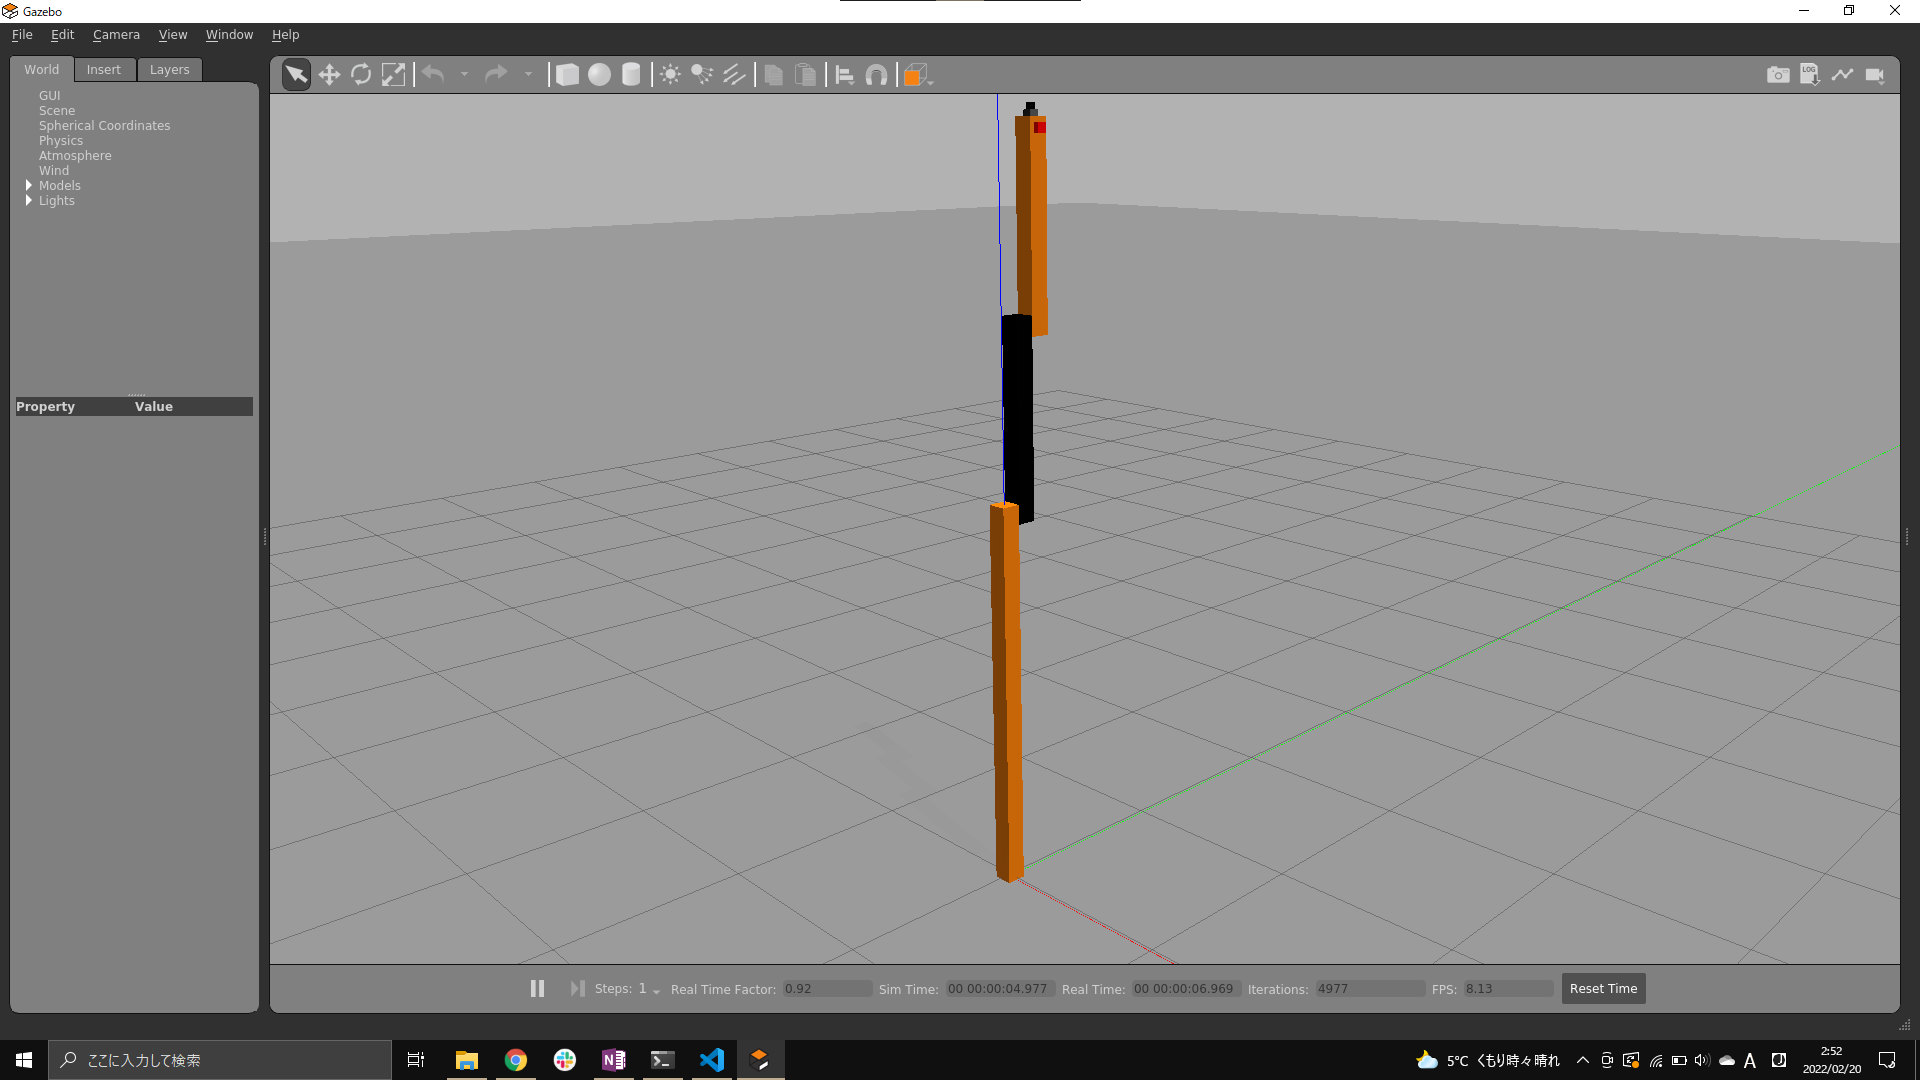 Gazebo
File Edit Camera View Window Help
World Insert Layers
LOG
GUI
Scene
Spherical Coordinates
Physics
Atmosphere
Wind
Models
Lights
Property Value
Steps: 1 Real Time Factor: 0.92 Sim Time: 00 00:00:04.977 Real Time: 00 00:00:06.969 Iterations: 4977 FPS: 8.13 Reset Time
ここに入力して検索
N
5°C くもり時々晴れ
A
J
2:52
2022/02/20